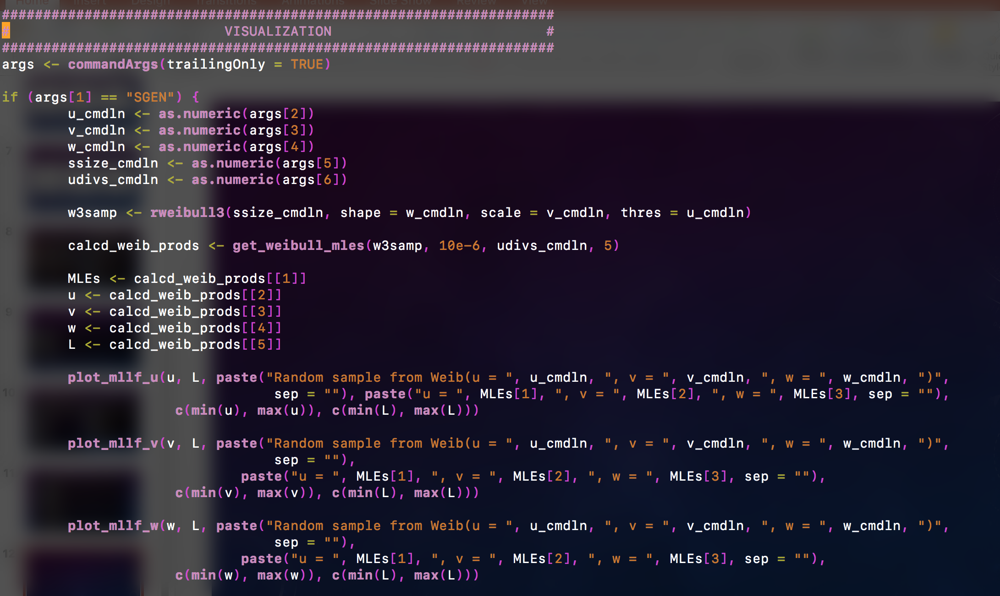 Home Insert Design Transitions Animations Slide Show Review View
###################################################################
# VISUALIZATION #
###################################################################
args <- commandArgs(trailingOnly = TRUE)
if (args[1] == "SGEN") {
u_cmdln <- as.numeric(args[2])
v_cmdln <- as.numeric(args[3])
w_cmdln <- as.numeric(args[4])
ssize_cmdln <- as.numeric(args[5])
udivs_cmdln <- as.numeric(args[6])
w3samp <- rweibull3(ssize_cmdln, shape = w_cmdln, scale = v_cmdln, thres = u_cmdln)
calcd_weib_prods <- get_weibull_mles(w3samp, 10e-6, udivs_cmdln, 5)
MLEs <- calcd_weib_prods[[1]]
u <- calcd_weib_prods[[2]]
v <- calcd_weib_prods[[3]]
w <- calcd_weib_prods[[4]]
L <- calcd_weib_prods[[5]]
plot_mllf_u(u, L, paste("Random sample from Weib(u = ", u_cmdln, ", v = ", v_cmdln, ", w = ", w_cmdln, ")",
sep = ""), paste("u = ", MLEs[1], ", v = ", MLEs[2], ", w = ", MLEs[3], sep = ""),
c(min(u), max(u)), c(min(L), max(L)))
plot_mllf_v(v, L, paste("Random sample from Weib(u = ", u_cmdln, ", v = ", v_cmdln, ", w = ", w_cmdln, ")",
sep = ""),
paste("u = ", MLEs[1], ", v = ", MLEs[2], ", w = ", MLEs[3], sep = ""),
c(min(v), max(v)), c(min(L), max(L)))
plot_mllf_w(w, L, paste("Random sample from Weib(u = ", u_cmdln, ", v = ", v_cmdln, ", w = ", w_cmdln, ")",
sep = ""),
paste("u = ", MLEs[1], ", v = ", MLEs[2], ", w = ", MLEs[3], sep = ""),
c(min(w), max(w)), c(min(L), max(L)))
7
8
9
10
11
12